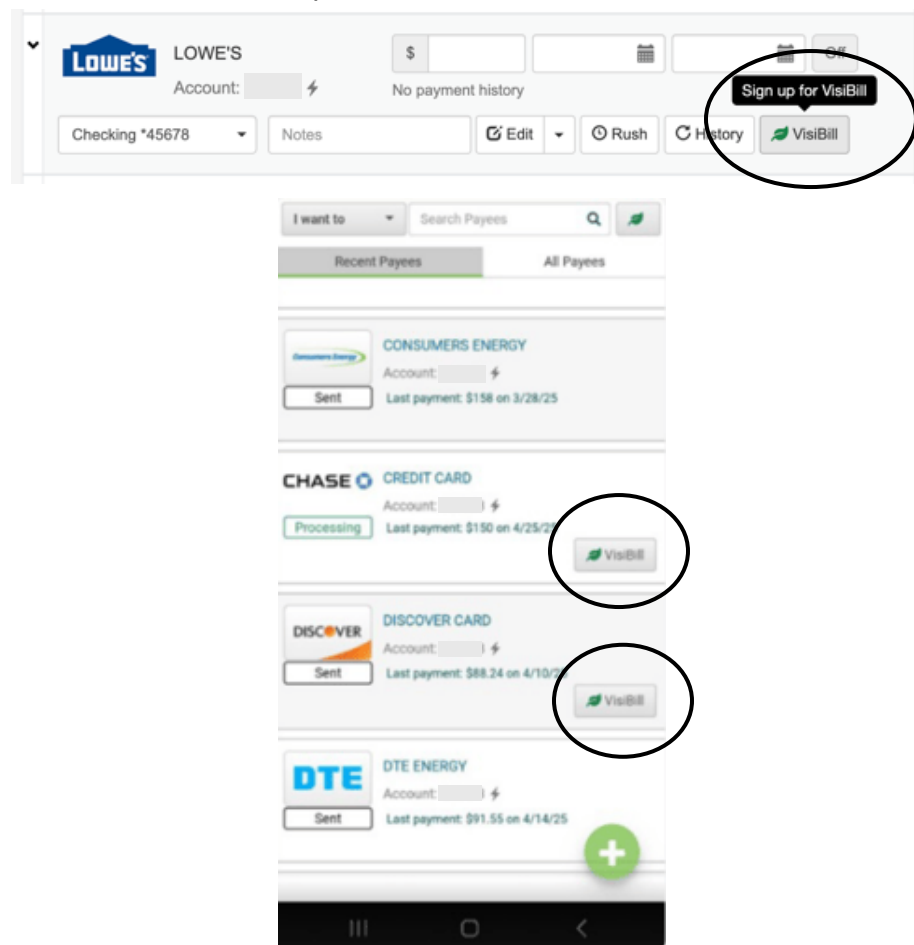 LOWE'S LOWE'S $ Off
Account:
No payment history
Sign up for VisiBill
Checking *45678 Notes Edit Rush History VisiBill
I want to Search Payees
Recent Payees All Payees
Consumers Energy CONSUMERS ENERGY
Account:
Sent Last payment: $158 on 3/28/25
CHASE CREDIT CARD
Account:
Processing Last payment: $150 on 4/25/25
VisiBill
DISCOVER DISCOVER CARD
Account:
Sent Last payment: $88.24 on 4/10/25
VisiBill
DTE DTE ENERGY
Account:
Sent Last payment: $91.55 on 4/14/25